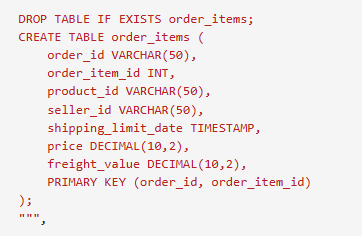 DROP TABLE IF EXISTS order_items;
CREATE TABLE order_items (
    order_id VARCHAR(50),
    order_item_id INT,
    product_id VARCHAR(50),
    seller_id VARCHAR(50),
    shipping_limit_date TIMESTAMP,
    price DECIMAL(10,2),
    freight_value DECIMAL(10,2),
    PRIMARY KEY (order_id, order_item_id)
);
""",